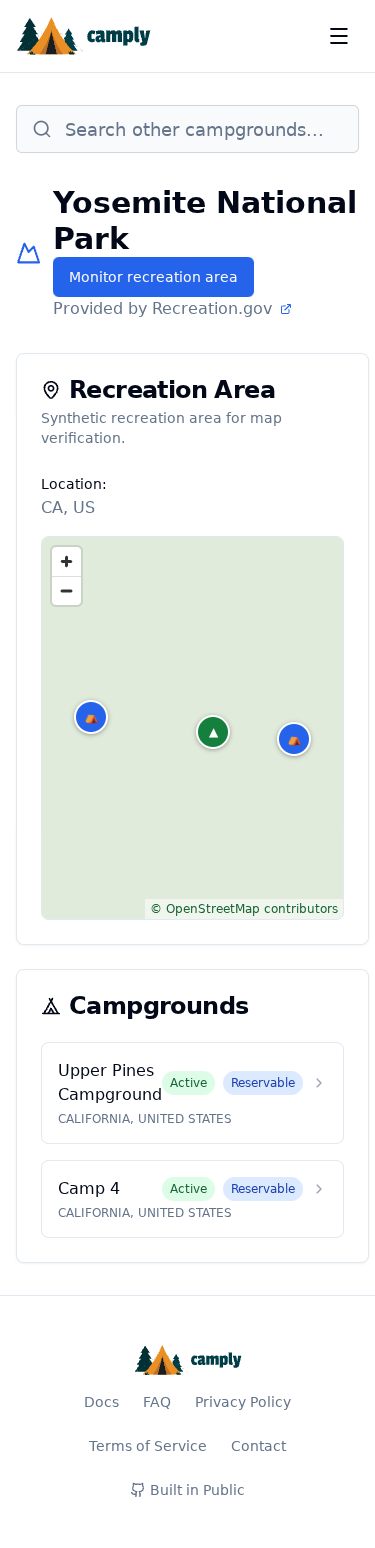 camply
Search other campgrounds...
Yosemite National
Park
Monitor recreation area
Provided by Recreation.gov
Recreation Area
Synthetic recreation area for map
verification.
Location:
CA, US
© OpenStreetMap contributors
Campgrounds
Upper Pines
Campground
Active
Reservable
CALIFORNIA, UNITED STATES
Camp 4
Active
Reservable
CALIFORNIA, UNITED STATES
camply
Docs FAQ Privacy Policy
Terms of Service Contact
Built in Public